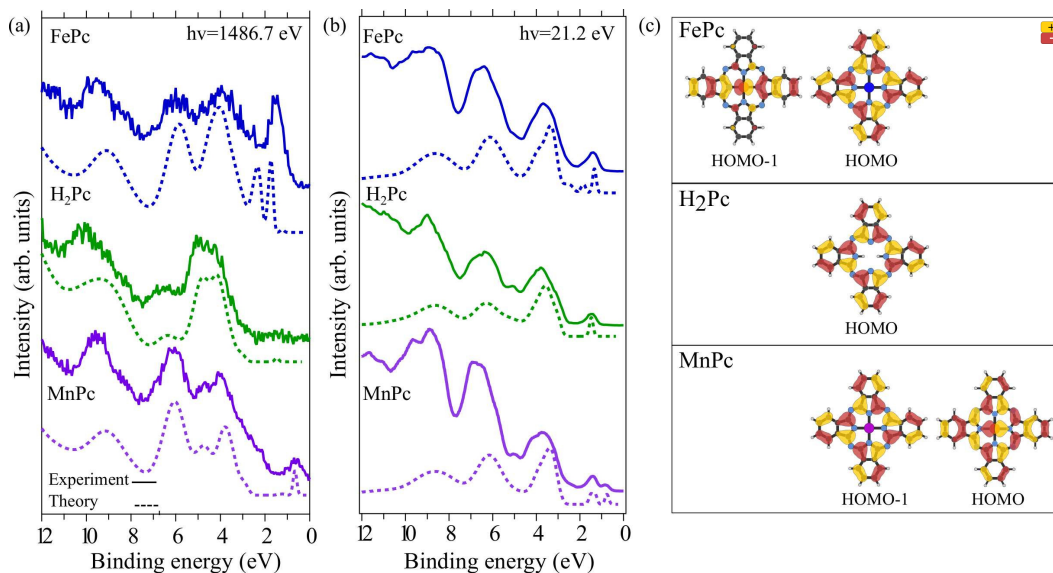 (a)
FePc
hν=1486.7 eV
H₂Pc
MnPc
Experiment
Theory
Intensity (arb. units)
12 10 8 6 4 2 0
Binding energy (eV)
(b)
FePc
hν=21.2 eV
H₂Pc
MnPc
Intensity (arb. units)
12 10 8 6 4 2 0
Binding energy (eV)
(c)
FePc
+
−
HOMO-1
HOMO
H₂Pc
HOMO
MnPc
HOMO-1
HOMO